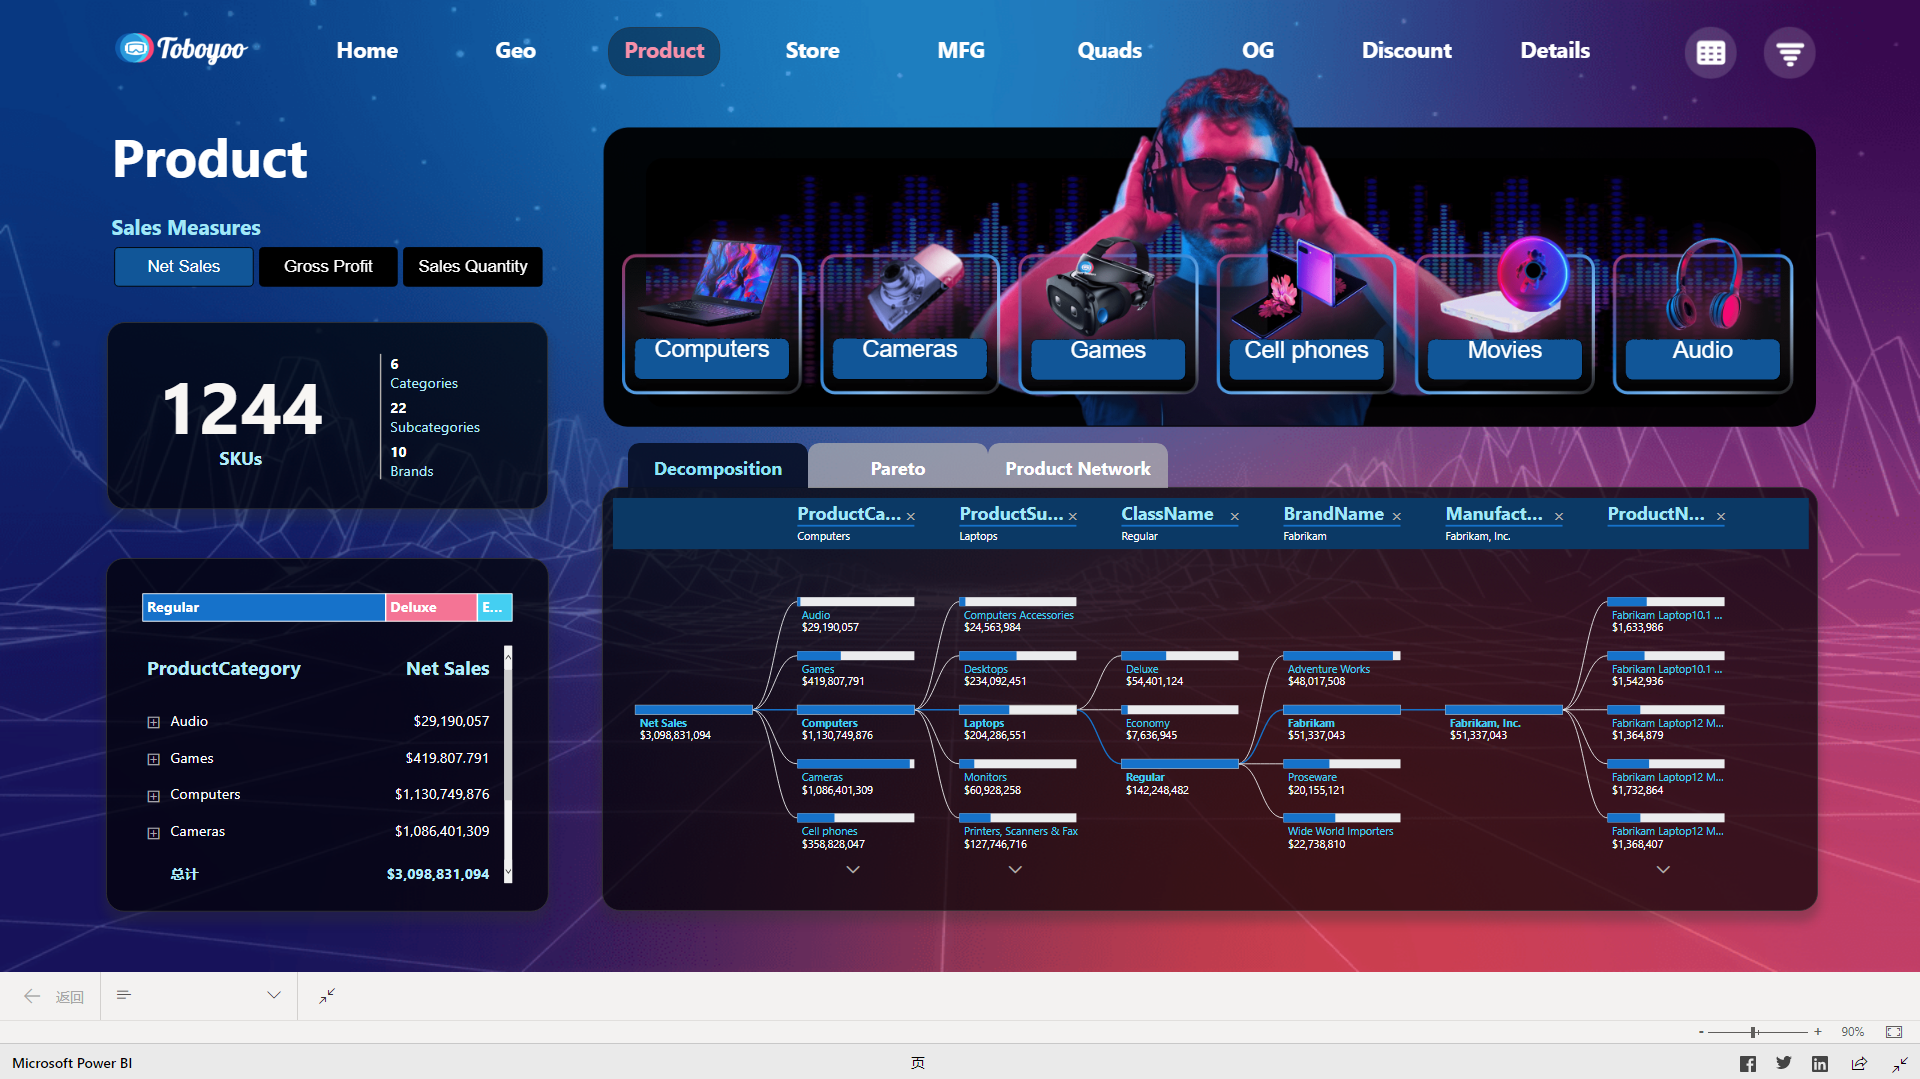 Toboyoo
Home
Geo
Product
Store
MFG
Quads
OG
Discount
Details
Product
Sales Measures
Net Sales
Gross Profit
Sales Quantity
1244
SKUs
6
Categories
22
Subcategories
10
Brands
Computers
Cameras
Games
Cell phones
Movies
Audio
Regular
Deluxe
E...
ProductCategory Net Sales
Audio $29,190,057
Games $419,807,791
Computers $1,130,749,876
Cameras $1,086,401,309
总计 $3,098,831,094
Decomposition
Pareto
Product Network
ProductCa... ×
Computers
ProductSu... ×
Laptops
ClassName ×
Regular
BrandName ×
Fabrikam
Manufact... ×
Fabrikam, Inc.
ProductN... ×
Net Sales
$3,098,831,094
Audio
$29,190,057
Games
$419,807,791
Computers
$1,130,749,876
Cameras
$1,086,401,309
Cell phones
$358,828,047
Computers Accessories
$24,563,984
Desktops
$234,092,451
Laptops
$204,286,551
Monitors
$60,928,258
Printers, Scanners & Fax
$127,746,716
Deluxe
$54,401,124
Economy
$7,636,945
Regular
$142,248,482
Adventure Works
$48,017,508
Fabrikam
$51,337,043
Proseware
$20,155,121
Wide World Importers
$22,738,810
Fabrikam, Inc.
$51,337,043
Fabrikam Laptop10.1 ...
$1,633,986
Fabrikam Laptop10.1 ...
$1,542,936
Fabrikam Laptop12 M...
$1,364,879
Fabrikam Laptop12 M...
$1,732,864
Fabrikam Laptop12 M...
$1,368,407
返回
- + 90%
Microsoft Power BI
页